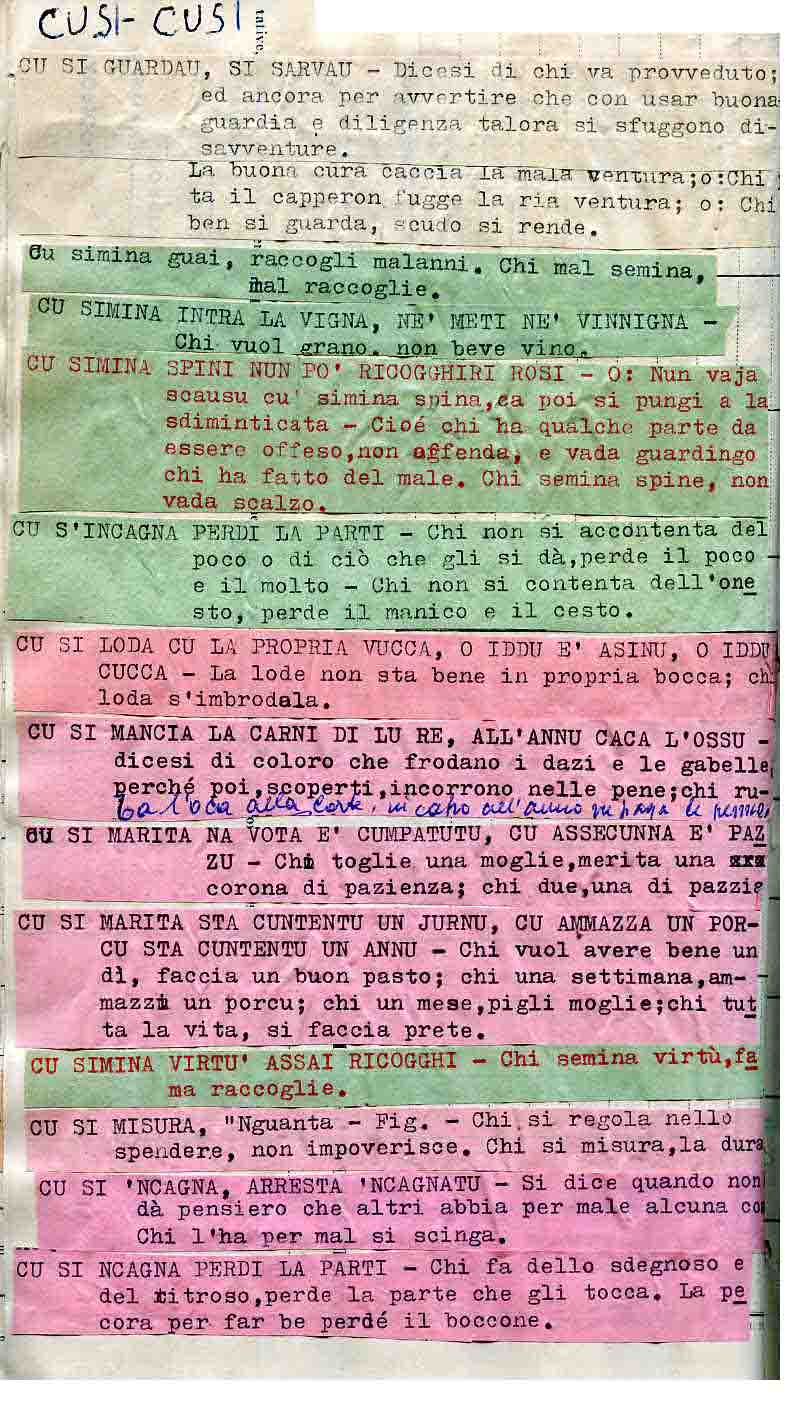 CUSI-CUSI
tative,
CU SI GUARDAU, SI SARVAU - Dicesi di chi va provveduto;
ed ancora per avvertire che con usar buona
guardia e diligenza talora si sfuggono di-
savventure.
La buona cura caccia la mala ventura;o:Chi
ta il capperon fugge la ria ventura; o: Chi
ben si guarda, scudo si rende.
Cu simina guai, raccogli malanni. Chi mal semina,
mal raccoglie.
CU SIMINA INTRA LA VIGNA, NE' METI NE' VINNIGNA -
Chi vuol grano. non beve vino.
CU SIMINA SPINI NUN PO' RICOGGHIRI ROSI - O: Nun vaja
scausu cu' simina spina,ca poi si pungi a la
sdiminticata - Cioé chi ha qualche parte da
essere offeso,non offenda, e vada guardingo
chi ha fatto del male. Chi semina spine, non
vada scalzo.
CU S'INCAGNA PERDI LA PARTI - Chi non si accontenta del
poco o di ciò che gli si dà,perde il poco
e il molto - Chi non si contenta dell'one
sto, perde il manico e il cesto.
CU SI LODA CU LA PROPRIA VUCCA, O IDDU E' ASINU, O IDDU
CUCCA - La lode non sta bene in propria bocca; ch
loda s'imbrodala.
CU SI MANCIA LA CARNI DI LU RE, ALL'ANNU CACA L'OSSU -
dicesi di coloro che frodano i dazi e le gabelle,
perché poi,scoperti,incorrono nelle pene;chi ru-
ba l'oca alla corte, in capo all'anno ne paga le penne,
CU SI MARITA NA VOTA E' CUMPATUTU, CU ASSECUNNA E' PAZ
ZU - Chi toglie una moglie,merita una xxx
corona di pazienza; chi due,una di pazzie
CU SI MARITA STA CUNTENTU UN JURNU, CU AMMAZZA UN POR-
CU STA CUNTENTU UN ANNU - Chi vuol avere bene un
dì, faccia un buon pasto; chi una settimana,am-
mazzi un porcu; chi un mese,pigli moglie;chi tut
ta la vita, si faccia prete.
CU SIMINA VIRTU' ASSAI RICOGGHI - Chi semina virtù,fa
ma raccoglie.
CU SI MISURA, "Nguanta - Fig. - Chi si regola nello
spendere, non impoverisce. Chi si misura,la dura
CU SI 'NCAGNA, ARRESTA 'NCAGNATU - Si dice quando non
dà pensiero che altri abbia per male alcuna co
Chi l'ha per mal si scinga.
CU SI NCAGNA PERDI LA PARTI - Chi fa dello sdegnoso e
del ritroso,perde la parte che gli tocca. La pe
cora per far be perdé il boccone.